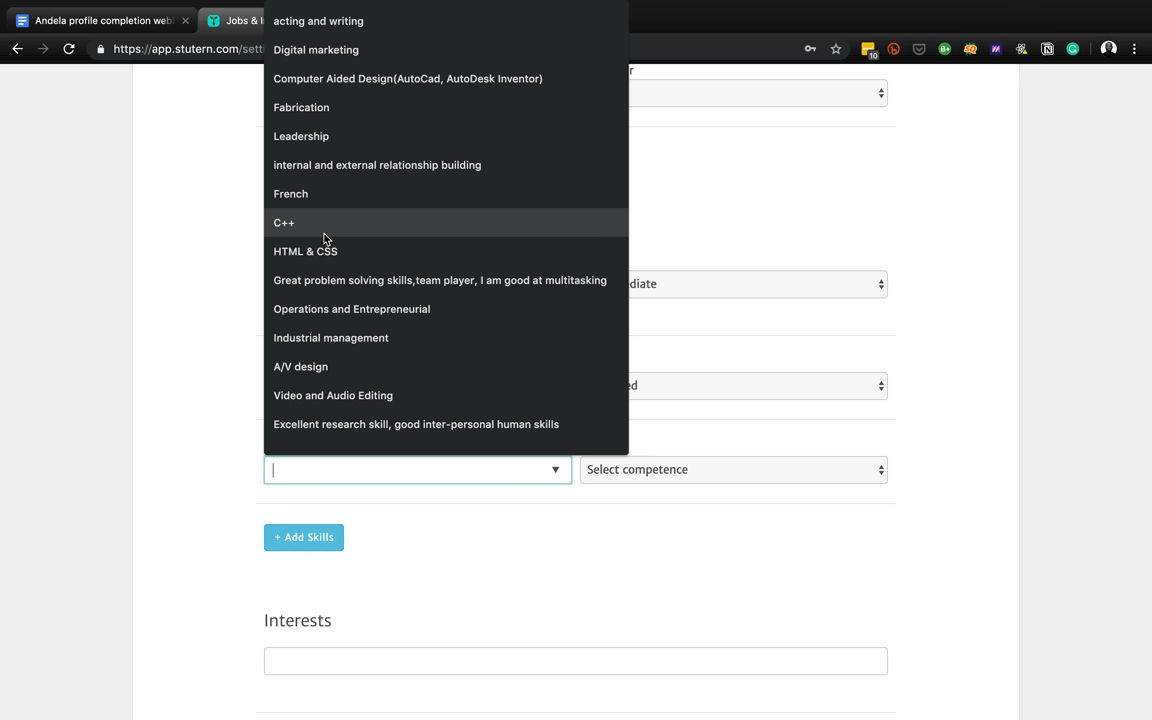 Andela profile completion web
Jobs & I
https://app.stutern.com/sett
10
acting and writing
Digital marketing
Computer Aided Design(AutoCad, AutoDesk Inventor)
Fabrication
Leadership
internal and external relationship building
French
C++
HTML & CSS
Great problem solving skills,team player, I am good at multitasking
diate
Operations and Entrepreneurial
Industrial management
A/V design
ed
Video and Audio Editing
Excellent research skill, good inter-personal human skills
Select competence
+ Add Skills
Interests